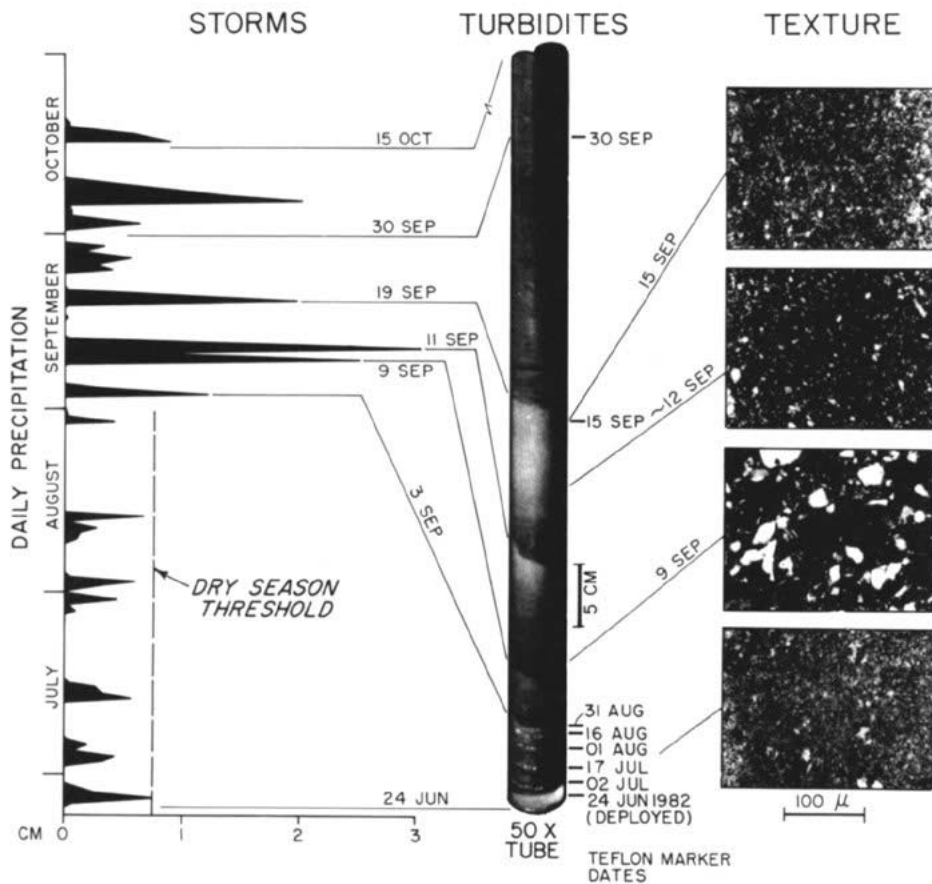 STORMS
TURBIDITES
TEXTURE
DAILY PRECIPITATION
OCTOBER
SEPTEMBER
AUGUST
JULY
15 OCT
30 SEP
19 SEP
11 SEP
9 SEP
3 SEP
24 JUN
DRY SEASON
THRESHOLD
CM
0
1
2
3
30 SEP
15 SEP
5 CM
31 AUG
16 AUG
01 AUG
17 JUL
02 JUL
24 JUN 1982
(DEPLOYED)
50 X
TUBE
TEFLON MARKER
DATES
15 SEP
~12 SEP
9 SEP
100 μ